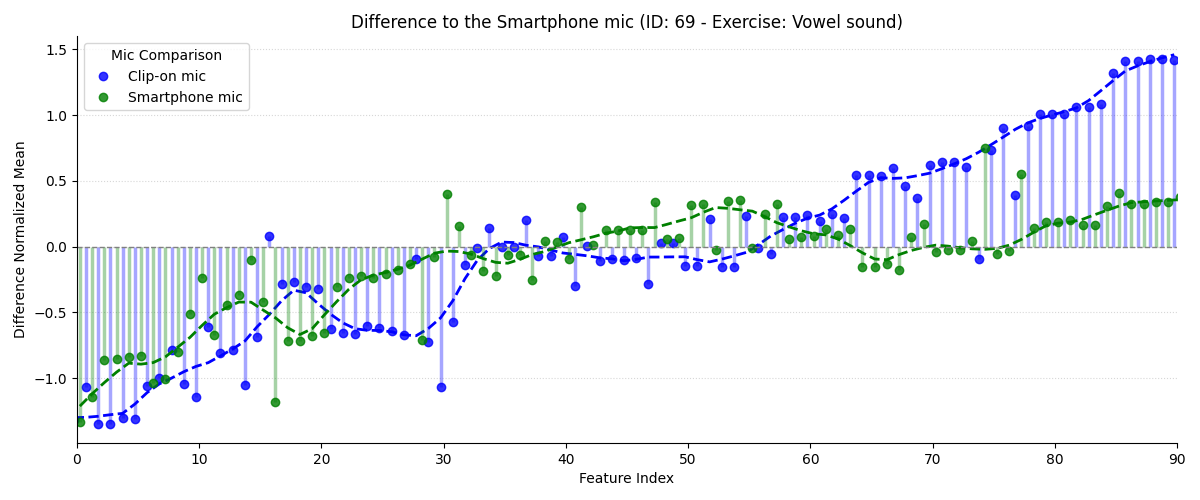 Difference to the Smartphone mic (ID: 69 - Exercise: Vowel sound)
Mic Comparison
Clip-on mic
Smartphone mic
Difference Normalized Mean
1.5
1.0
0.5
0.0
−0.5
−1.0
0 10 20 30 40 50 60 70 80 90
Feature Index